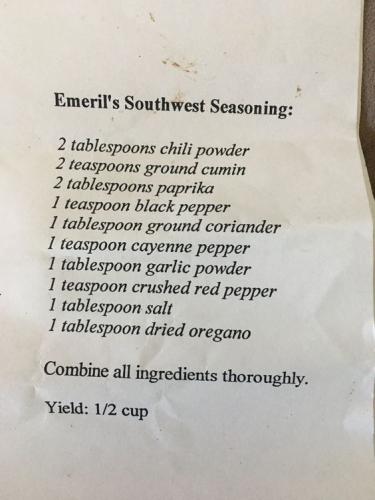 Emeril's Southwest Seasoning:
2 tablespoons chili powder
2 teaspoons ground cumin
2 tablespoons paprika
1 teaspoon black pepper
1 tablespoon ground coriander
1 teaspoon cayenne pepper
1 tablespoon garlic powder
1 teaspoon crushed red pepper
1 tablespoon salt
1 tablespoon dried oregano
Combine all ingredients thoroughly.
Yield: 1/2 cup